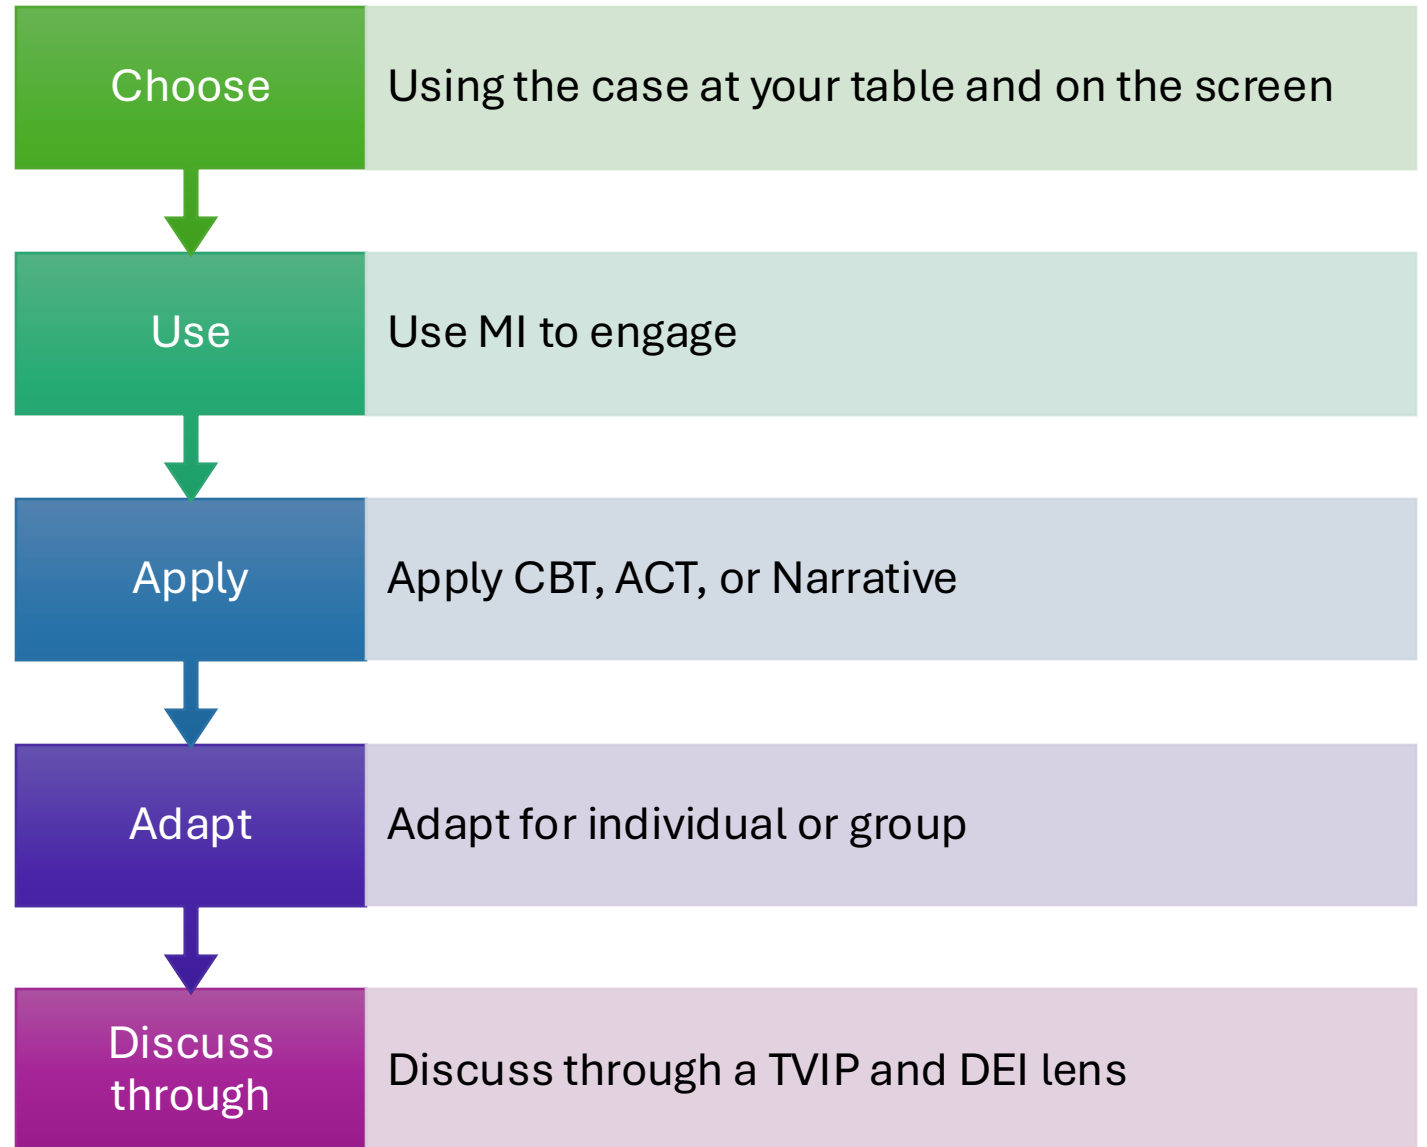 Choose
Using the case at your table and on the screen
Use
Use MI to engage
Apply
Apply CBT, ACT, or Narrative
Adapt
Adapt for individual or group
Discuss
through
Discuss through a TVIP and DEI lens